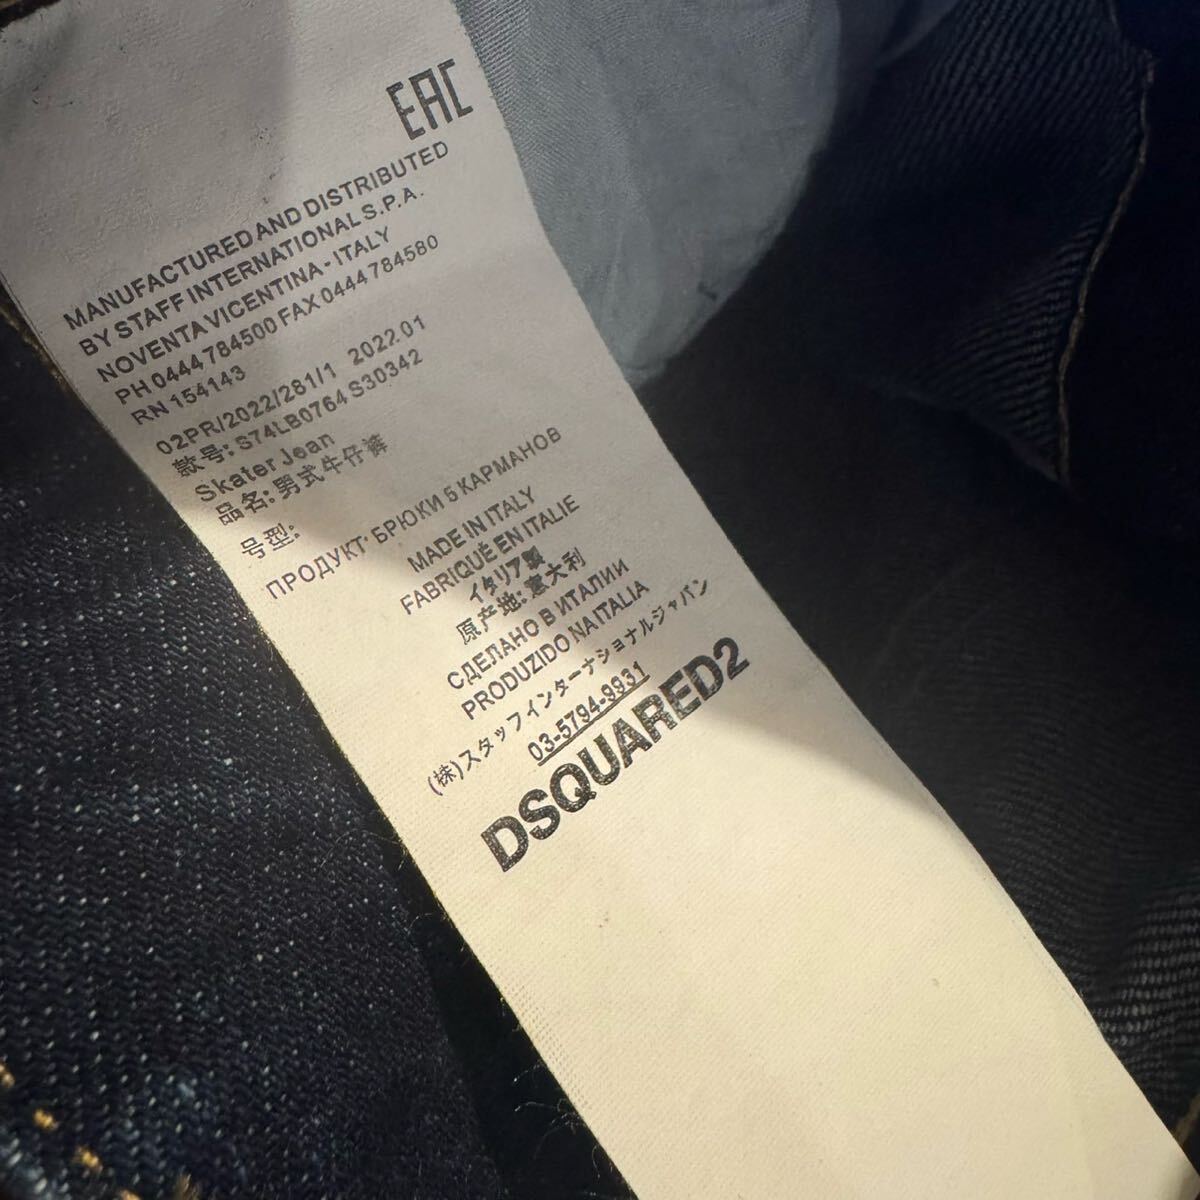 EAC
MANUFACTURED AND DISTRIBUTED
BY STAFF INTERNATIONAL S.P.A.
NOVENTA VICENTINA - ITALY
PH 0444784500 FAX 0444784580
RN 154143
02PR/2022/281/1 2022.01
款号: S74LB0764 S30342
Skater Jean
品名: 男式牛仔裤
号型:
ПРОДУКТ' БРЮКИ 5 КАРМАНОВ
MADE IN ITALY
FABRIQUÉ EN ITALIE
イタリア製
原产地: 意大利
СДЕЛАНО В ИТАЛИИ
PRODUZIDO NA ITALIA
(株)スタッフインターナショナルジャパン
03-5794-9931
DSQUARED2